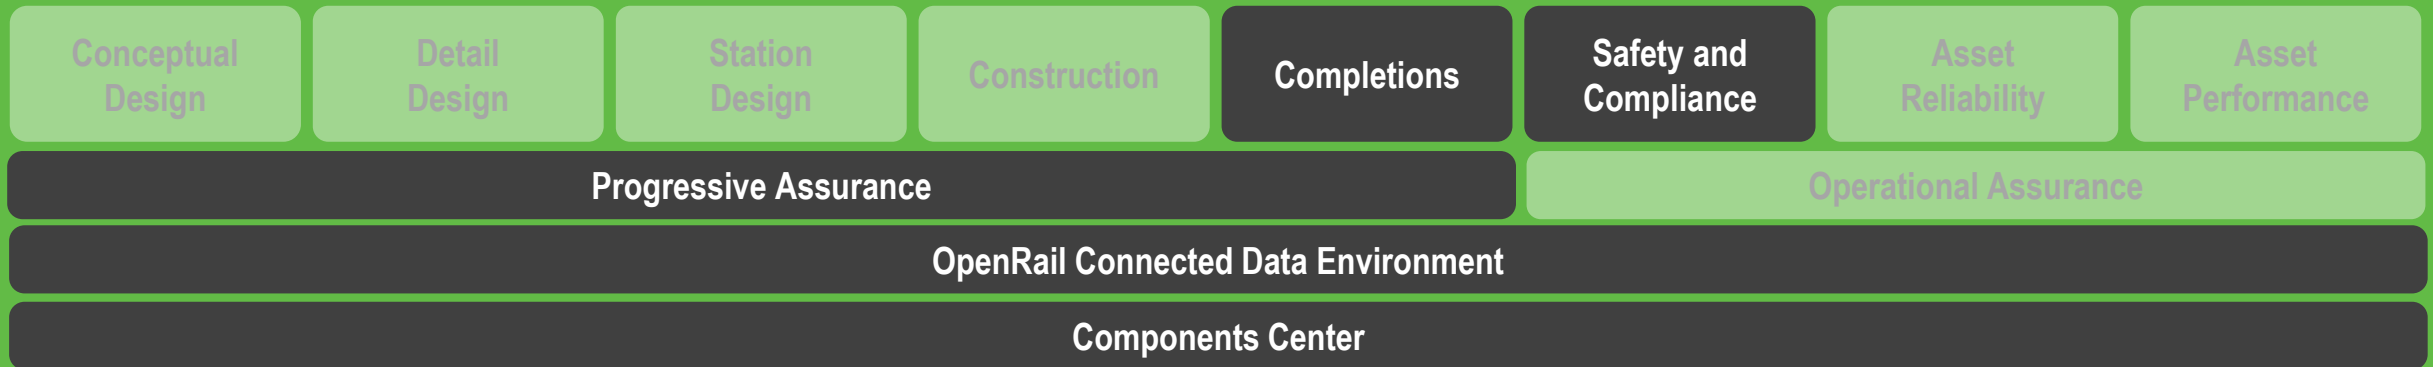 Conceptual
Design
Detail
Design
Station
Design
Construction
Completions
Safety and
Compliance
Asset
Reliability
Asset
Performance
Progressive Assurance
Operational Assurance
OpenRail Connected Data Environment
Components Center